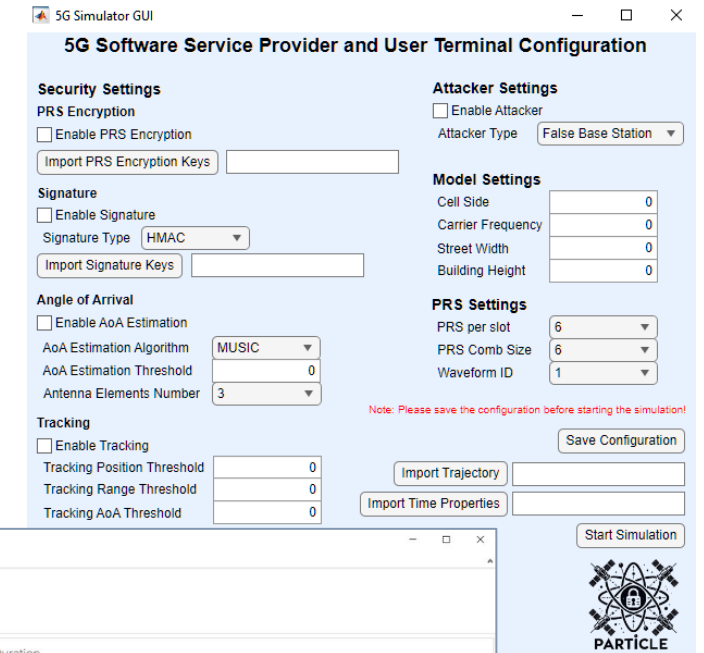 5G Simulator GUI
5G Software Service Provider and User Terminal Configuration
Security Settings
PRS Encryption
Enable PRS Encryption
Import PRS Encryption Keys
Signature
Enable Signature
Signature Type HMAC
Import Signature Keys
Angle of Arrival
Enable AoA Estimation
AoA Estimation Algorithm MUSIC
AoA Estimation Threshold 0
Antenna Elements Number 3
Tracking
Enable Tracking
Tracking Position Threshold 0
Tracking Range Threshold 0
Tracking AoA Threshold 0
Attacker Settings
Enable Attacker
Attacker Type False Base Station
Model Settings
Cell Side 0
Carrier Frequency 0
Street Width 0
Building Height 0
PRS Settings
PRS per slot 6
PRS Comb Size 6
Waveform ID 1
Note: Please save the configuration before starting the simulation!
Save Configuration
Import Trajectory
Import Time Properties
Start Simulation
PARTİCLE